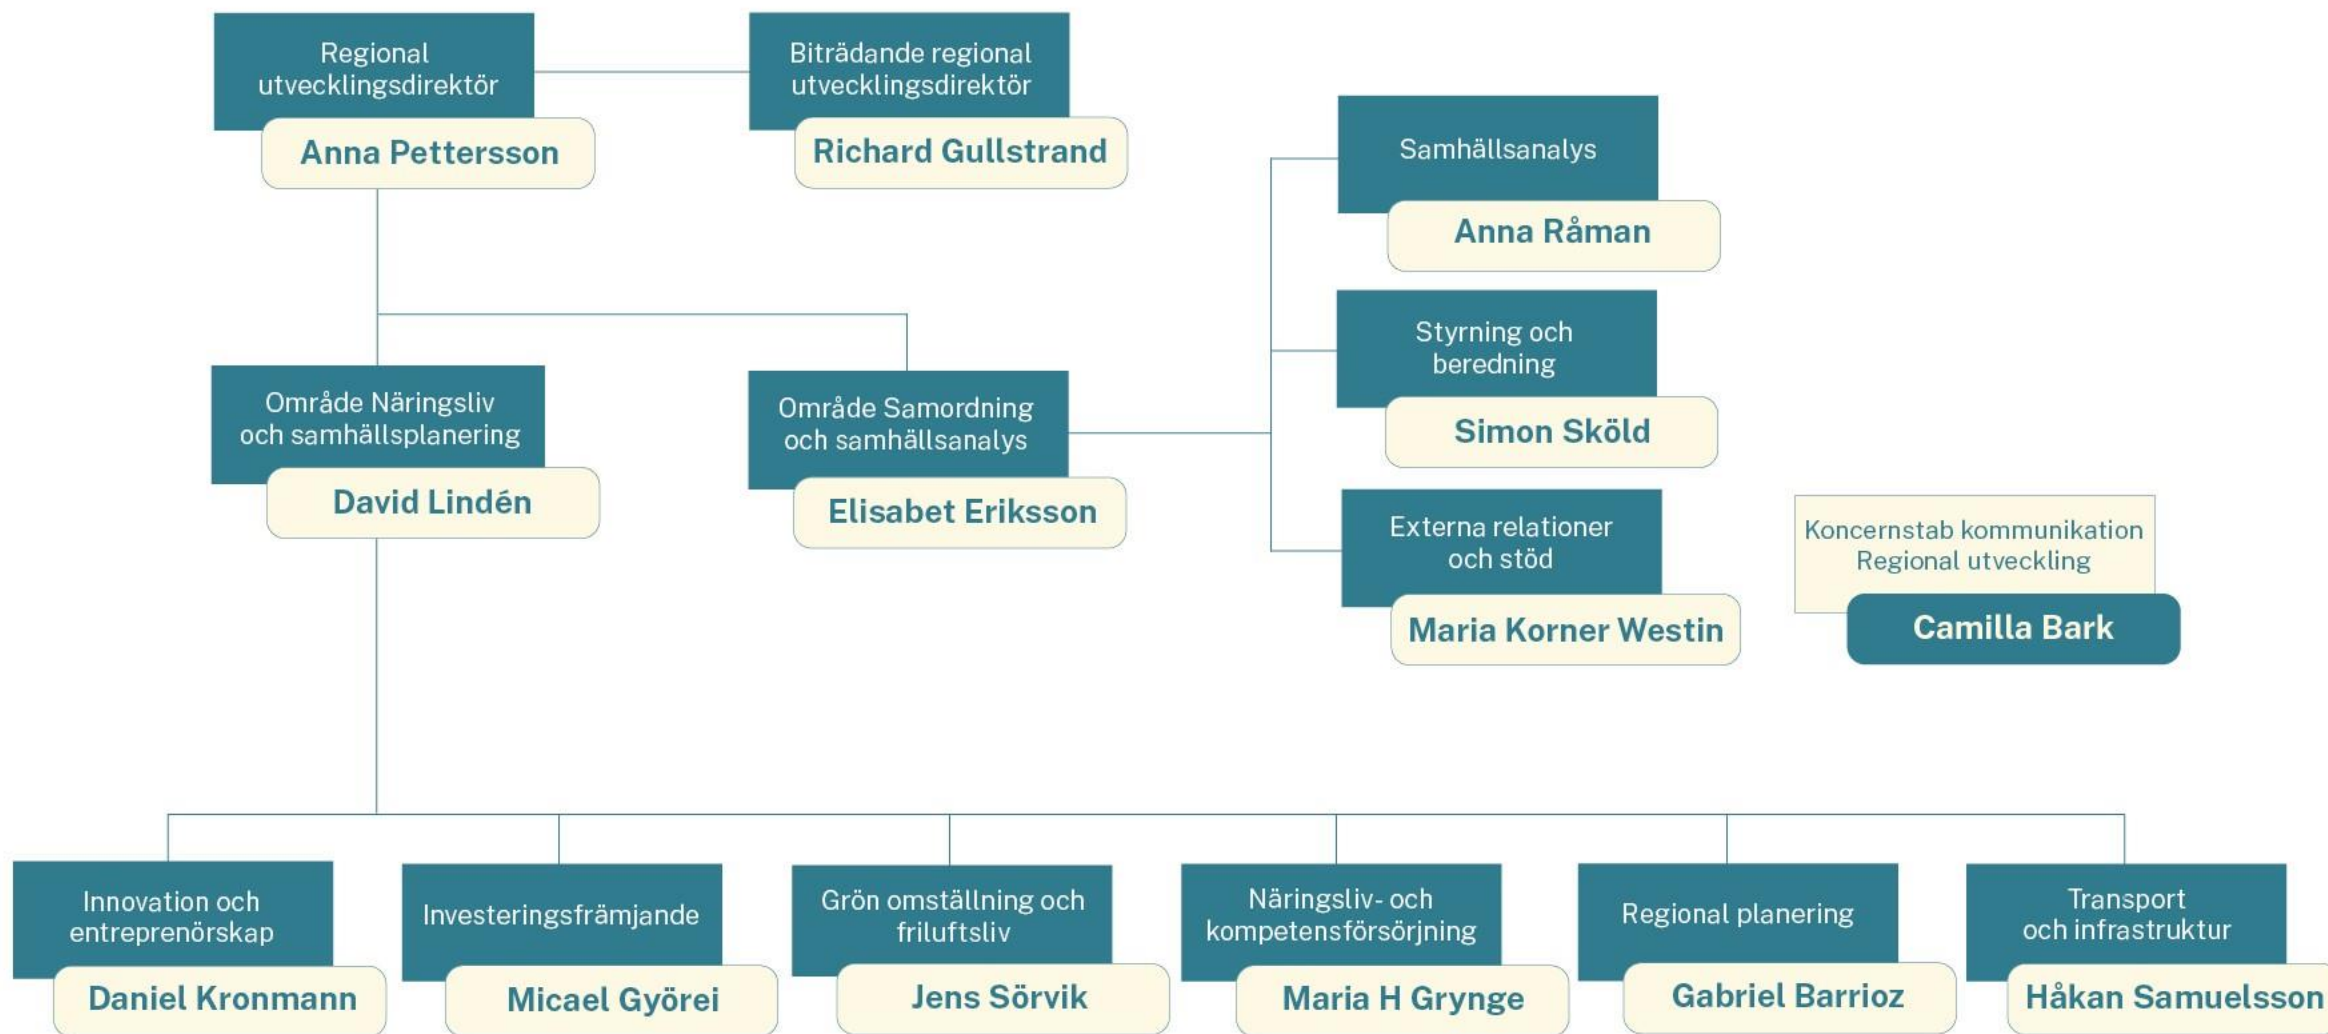 Regional
utvecklingsdirektör
Anna Pettersson
Biträdande regional
utvecklingsdirektör
Richard Gullstrand
Samhällsanalys
Anna Råman
Styrning och
beredning
Simon Sköld
Område Näringsliv
och samhällsplanering
David Lindén
Område Samordning
och samhällsanalys
Elisabet Eriksson
Externa relationer
och stöd
Maria Korner Westin
Koncernstab kommunikation
Regional utveckling
Camilla Bark
Innovation och
entreprenörskap
Daniel Kronmann
Investeringsfrämjande
Micael Györei
Grön omställning och
friluftsliv
Jens Sörvik
Näringsliv- och
kompetensförsörjning
Maria H Grynge
Regional planering
Gabriel Barrioz
Transport
och infrastruktur
Håkan Samuelsson